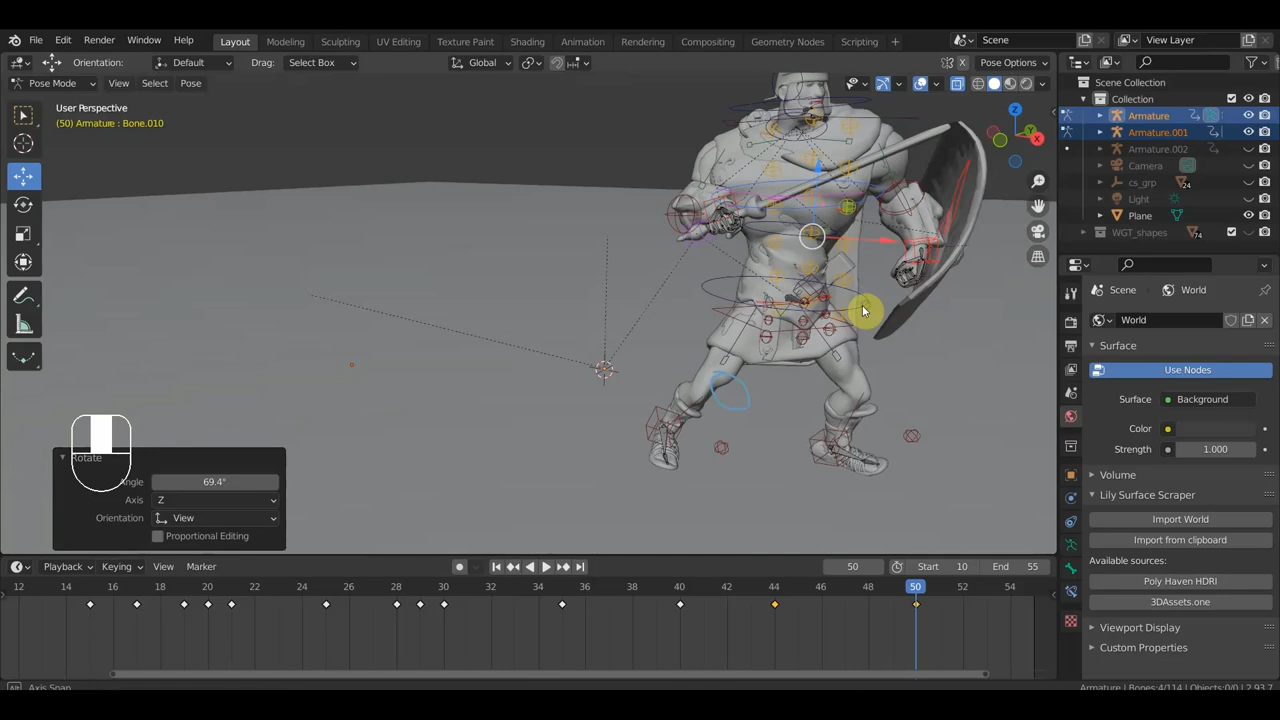 File Edit Render Window Help Layout Modeling Sculpting UV Editing Texture Paint Shading Animation Rendering Compositing Geometry Nodes Scripting + Scene View Layer
Orientation: Default Drag: Select Box Global X Pose Options
Pose Mode View Select Pose
User Perspective
(50) Armature : Bone.010
Z
Y
X
Scene Collection
Collection
Armature
Armature.001
Armature.002
Camera
cs_grp 24
Light
Plane
WGT_shapes 74
Scene World
World
Surface
Use Nodes
Surface: Background
Color:
Strength: 1.000
Volume
Lily Surface Scraper
Import World
Import from clipboard
Available sources:
Poly Haven HDRI
3DAssets.one
Viewport Display
Custom Properties
Rotate
Angle 69.4°
Axis Z
Orientation View
Proportional Editing
Playback Keying View Marker 50 Start 10 End 55
12 14 16 18 20 22 24 26 28 30 32 34 36 38 40 42 44 46 48 50 52 54
Axis Snap
Armature | Bones:4/114 | Objects:0/0 | 2.93.7